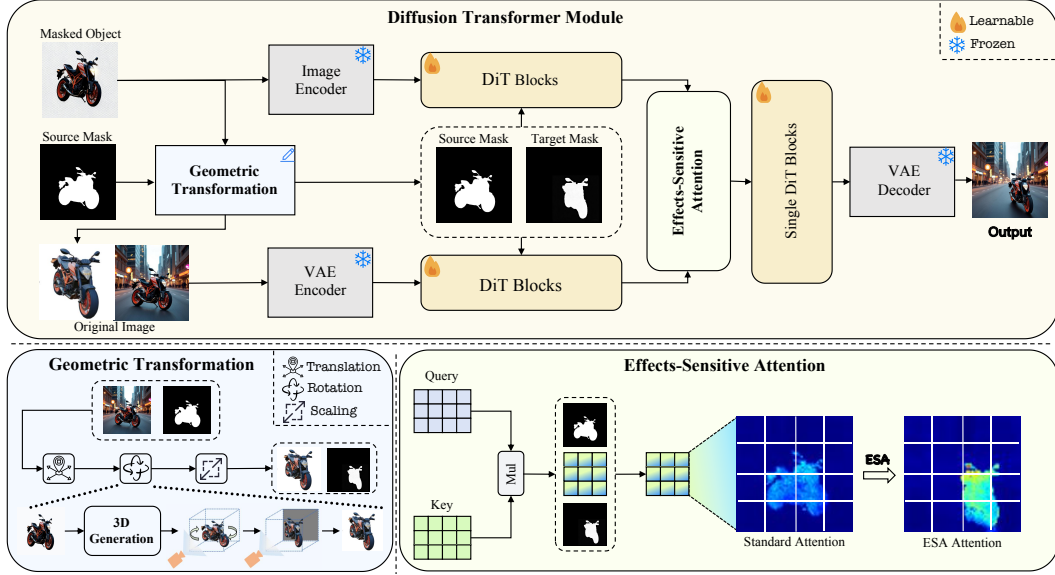 Diffusion Transformer Module
Learnable
Frozen
Masked Object
Image
Encoder
DiT Blocks
Source Mask
Geometric
Transformation
Source Mask
Target Mask
Effects-Sensitive
Attention
Single DiT Blocks
VAE
Decoder
Output
VAE
Encoder
DiT Blocks
Original Image
Geometric Transformation
Translation
Rotation
Scaling
3D
Generation
Effects-Sensitive Attention
Query
Key
Mul
ESA
Standard Attention
ESA Attention